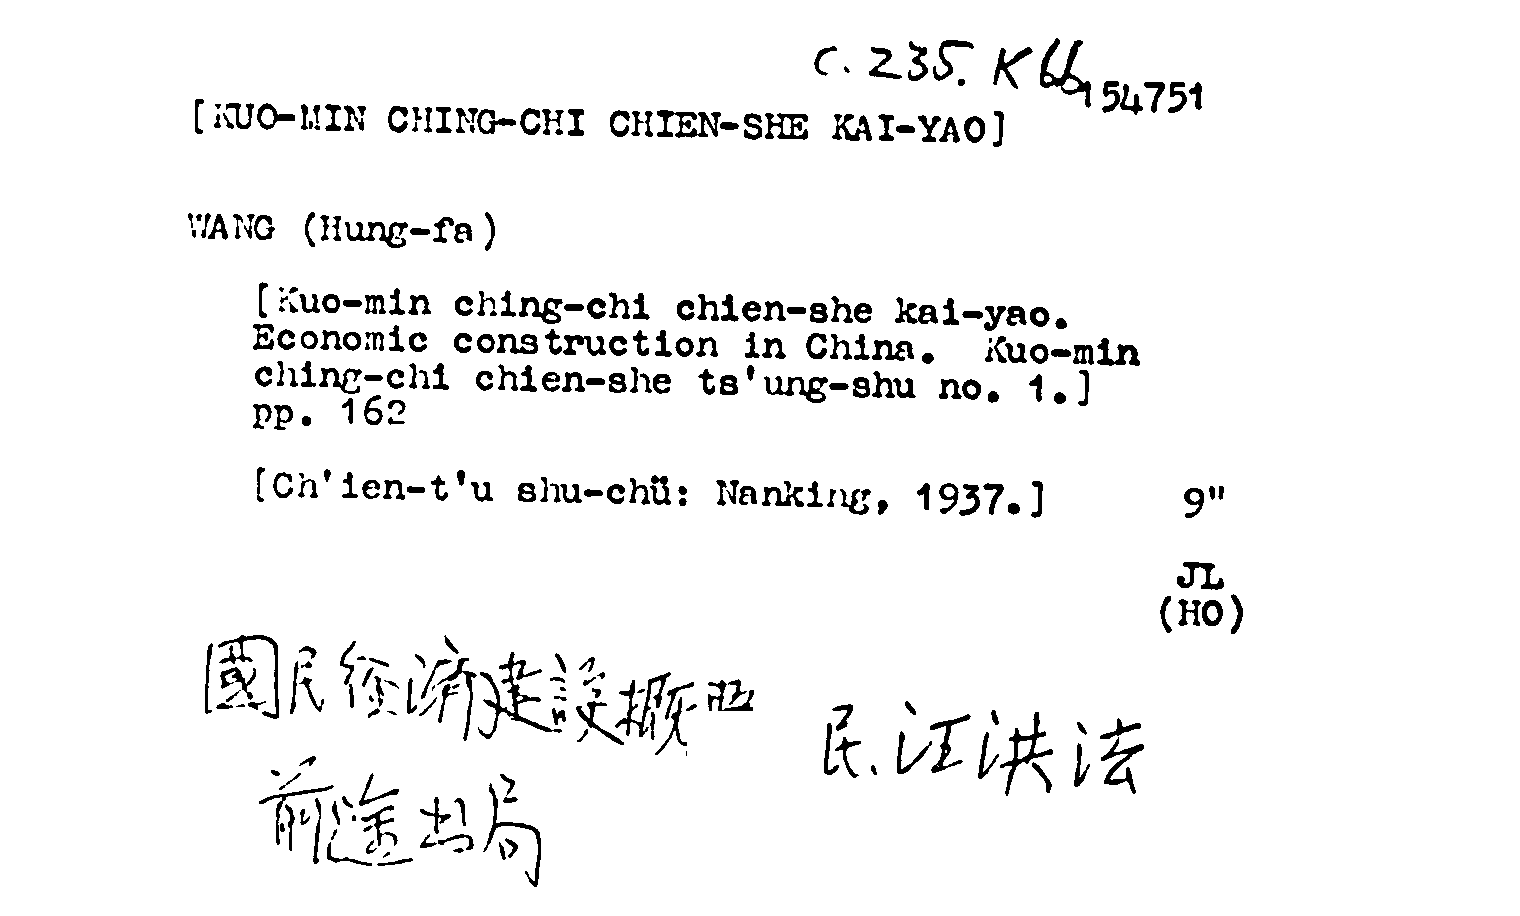 C. 235. K66
154751
[KUO-MIN CHING-CHI CHIEN-SHE KAI-YAO]
WANG (Hung-fa)
[Kuo-min ching-chi chien-she kai-yao.
Economic construction in China. Kuo-min
ching-chi chien-she ts'ung-shu no. 1.]
pp. 162
[Ch'ien-t'u shu-chü: Nanking, 1937.] 9"
JL
(HO)
國民經濟建設概要 民.汪洪法
前途书局